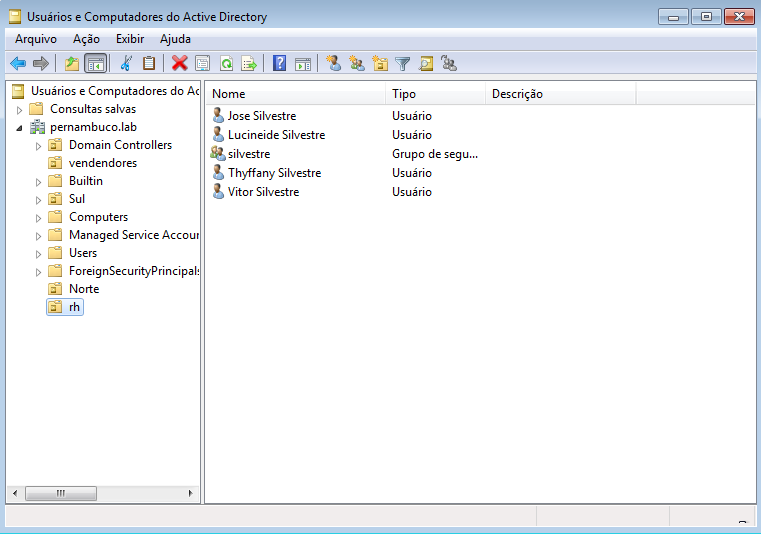 Usuários e Computadores do Active Directory
Arquivo Ação Exibir Ajuda
Usuários e Computadores do Ac
Consultas salvas
pernambuco.lab
Domain Controllers
vendendores
Builtin
Sul
Computers
Managed Service Accour
Users
ForeignSecurityPrincipals
Norte
rh
Nome Tipo Descrição
Jose Silvestre Usuário
Lucineide Silvestre Usuário
silvestre Grupo de segu...
Thyffany Silvestre Usuário
Vitor Silvestre Usuário